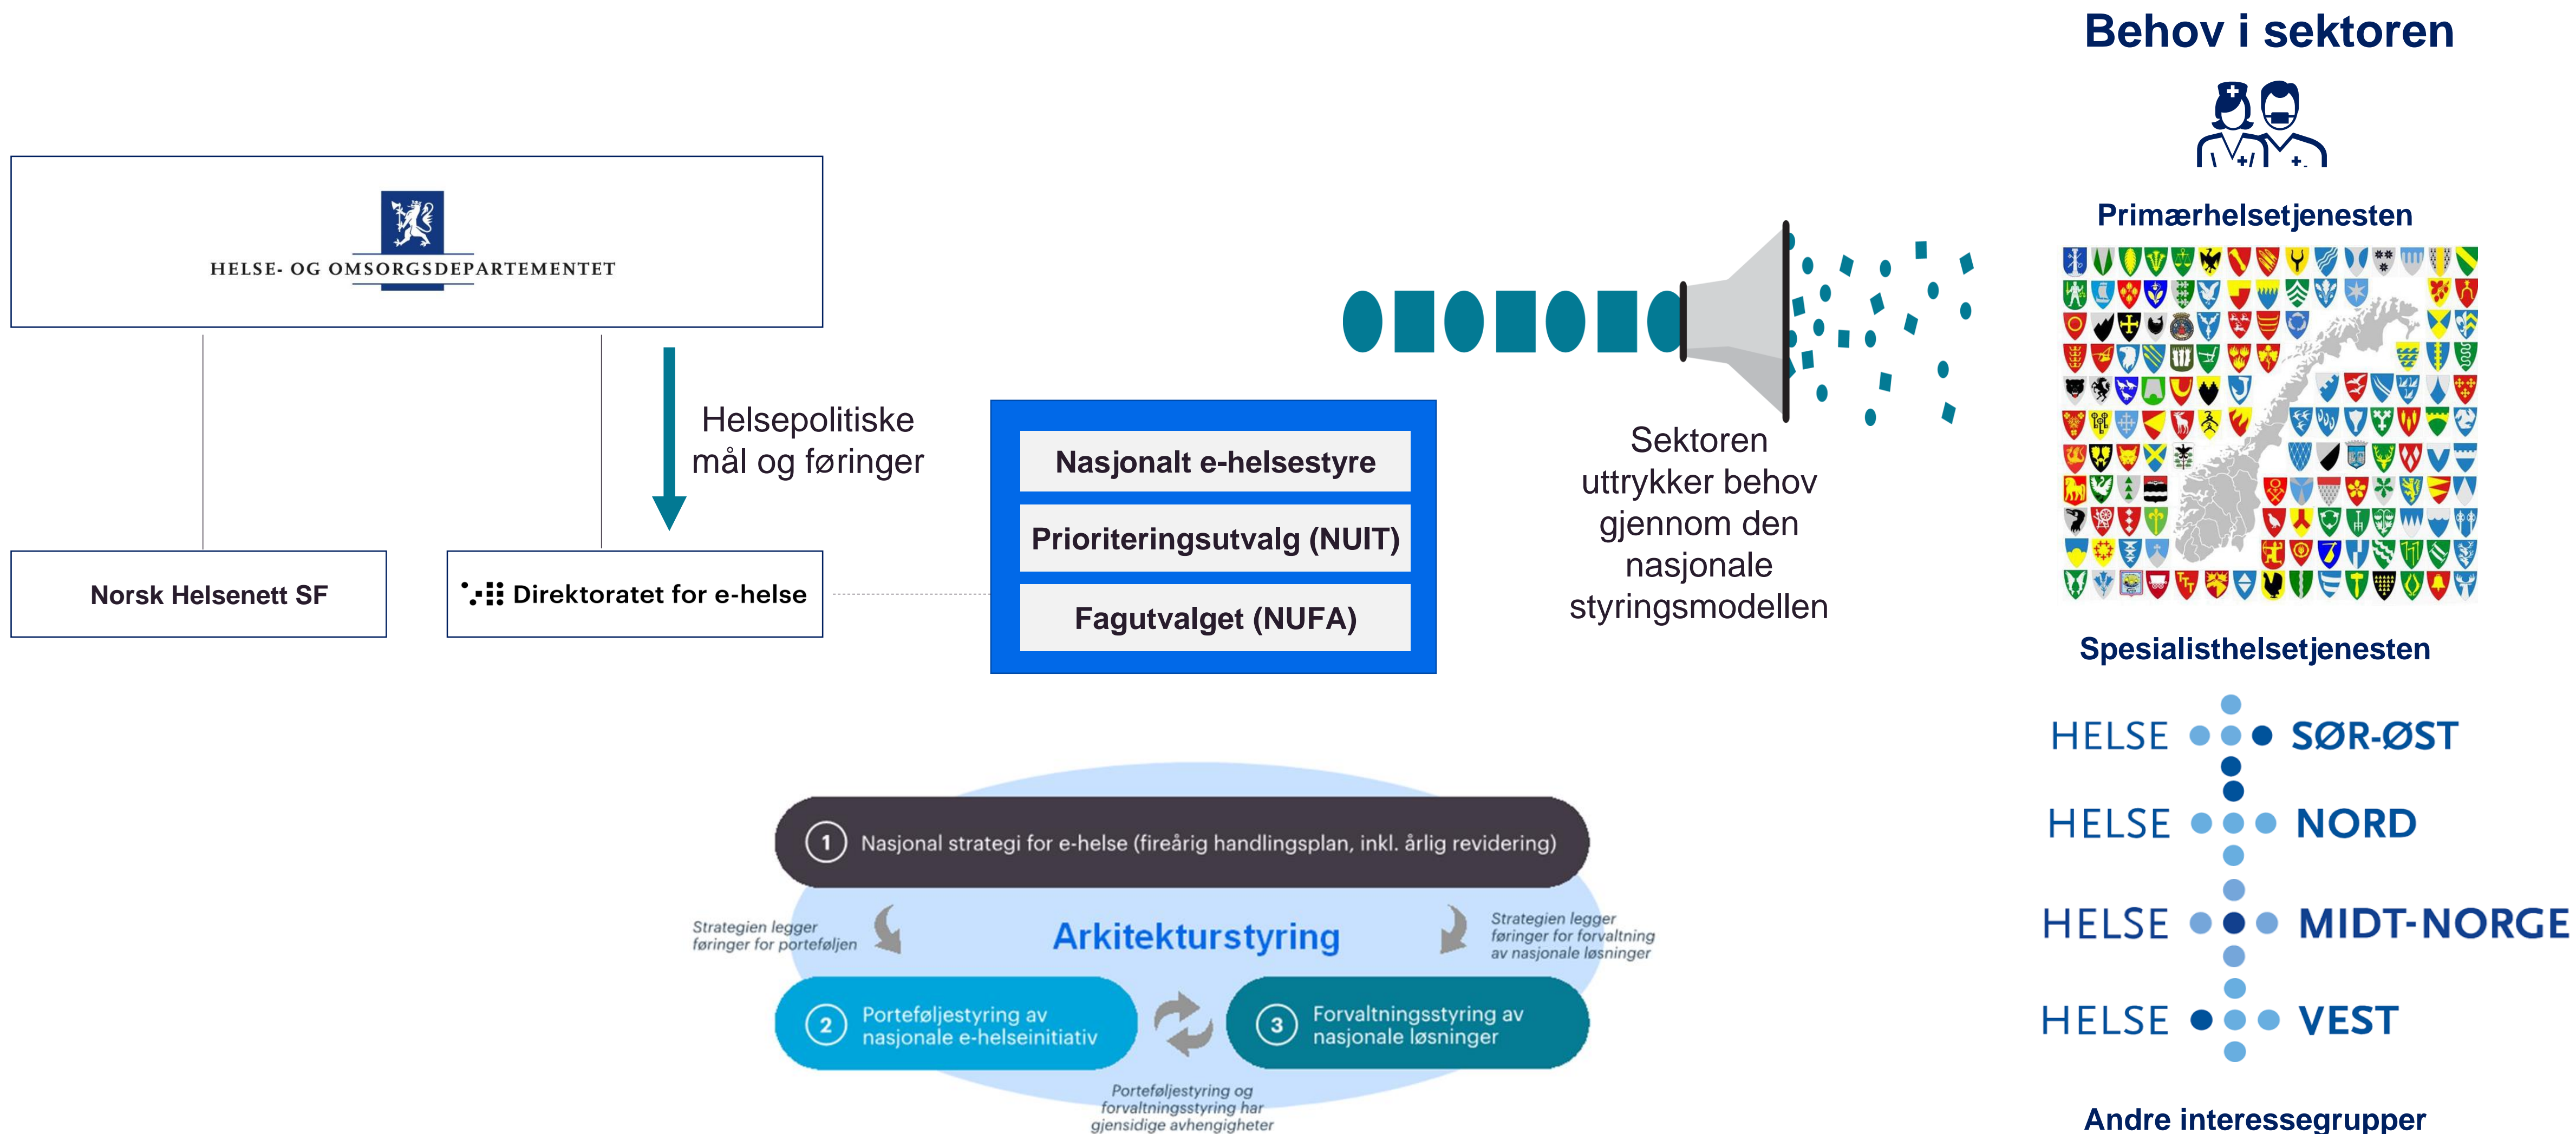 Behov i sektoren
HELSE- OG OMSORGSDEPARTEMENTET
Helsepolitiske
mål og føringer
Norsk Helsenett SF
Direktoratet for e-helse
Nasjonalt e-helsestyre
Prioriteringsutvalg (NUIT)
Fagutvalget (NUFA)
Sektoren
uttrykker behov
gjennom den
nasjonale
styringsmodellen
Primærhelsetjenesten
Spesialisthelsetjenesten
HELSE SØR-ØST
HELSE NORD
HELSE MIDT-NORGE
HELSE VEST
Andre interessegrupper
1 Nasjonal strategi for e-helse (fireårig handlingsplan, inkl. årlig revidering)
Strategien legger
føringer for porteføljen
Arkitekturstyring
Strategien legger
føringer for forvaltning
av nasjonale løsninger
2 Porteføljestyring av
nasjonale e-helseinitiativ
3 Forvaltningsstyring av
nasjonale løsninger
Porteføljestyring og
forvaltningsstyring har
gjensidige avhengigheter